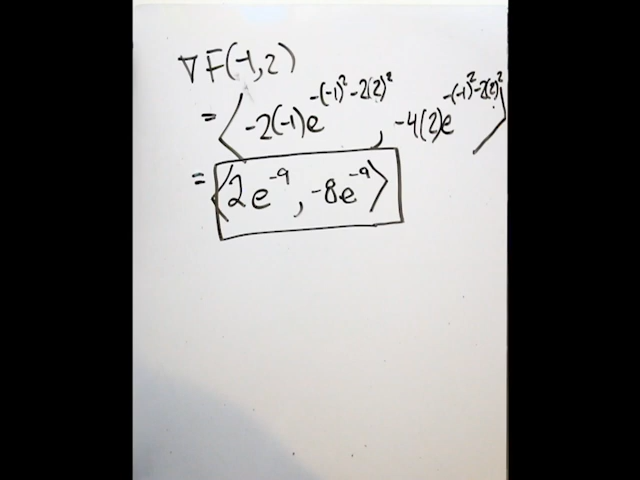 ∇F(-1,2)
= ⟨-2(-1)e^{-(-1)^2-2(2)^2}, -4(2)e^{-(-1)^2-2(2)^2}⟩
= ⟨2e^{-9}, -8e^{-9}⟩